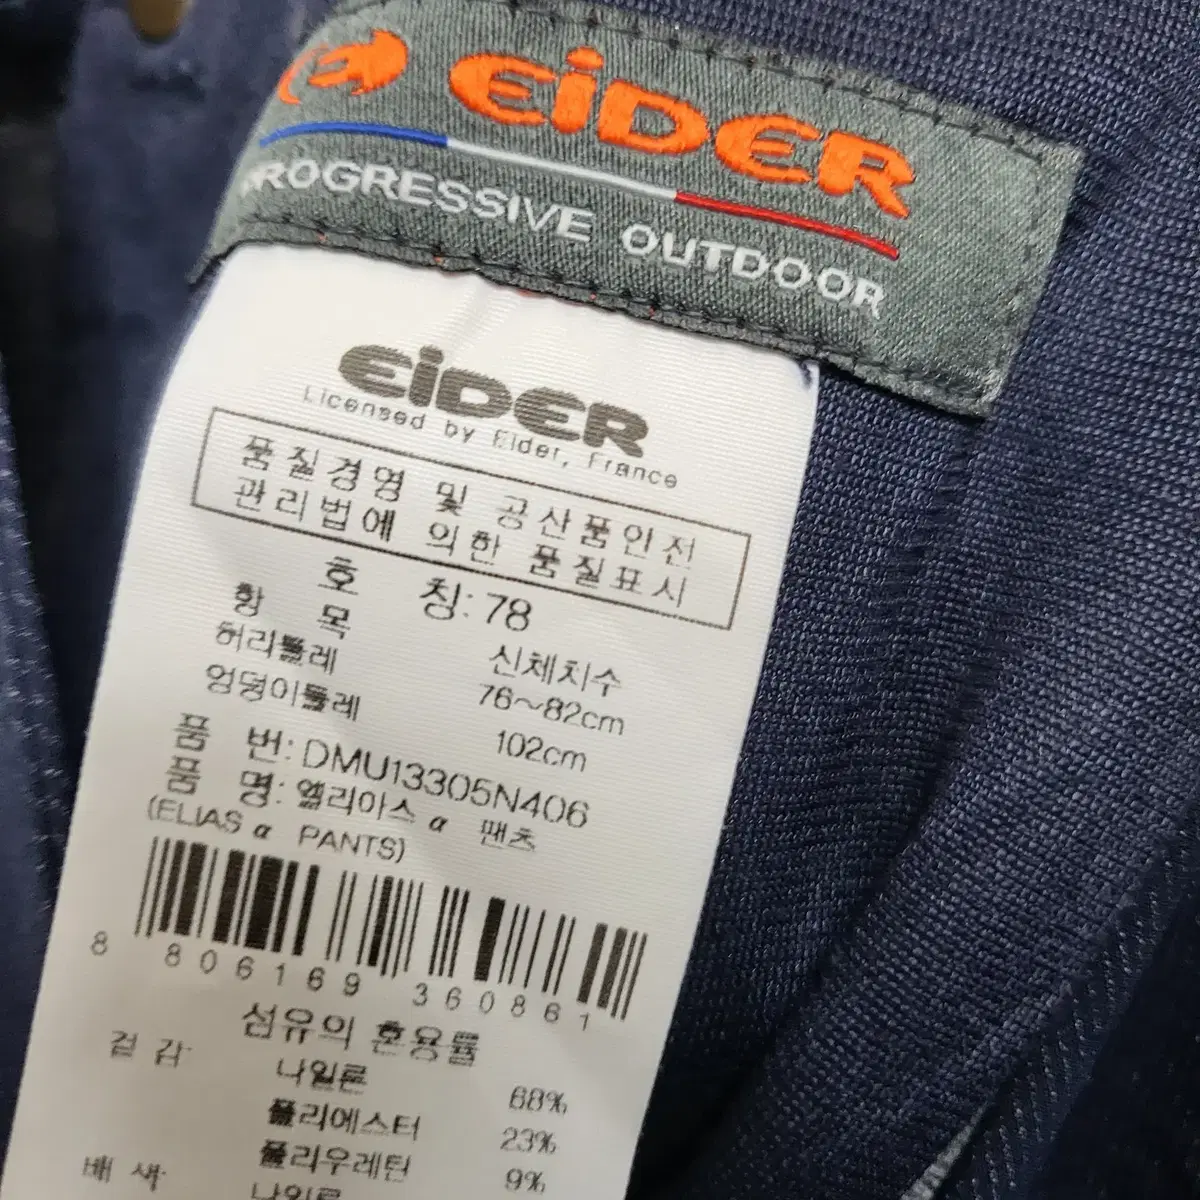 EiDER
PROGRESSIVE OUTDOOR
EiDER
Licensed by Eider, France
품질경영 및 공산품안전
관리법에 의한 품질표시
호 칭: 78
항 목 신체치수
허리둘레 76~82cm
엉덩이둘레 102cm
품 번: DMU13305N406
품 명: 엘리아스 α 팬츠
(ELIAS α PANTS)
8 806169 360861
섬유의 혼용률
겉 감 나일론 68%
폴리에스터 23%
폴리우레탄 9%
배 색 나일론